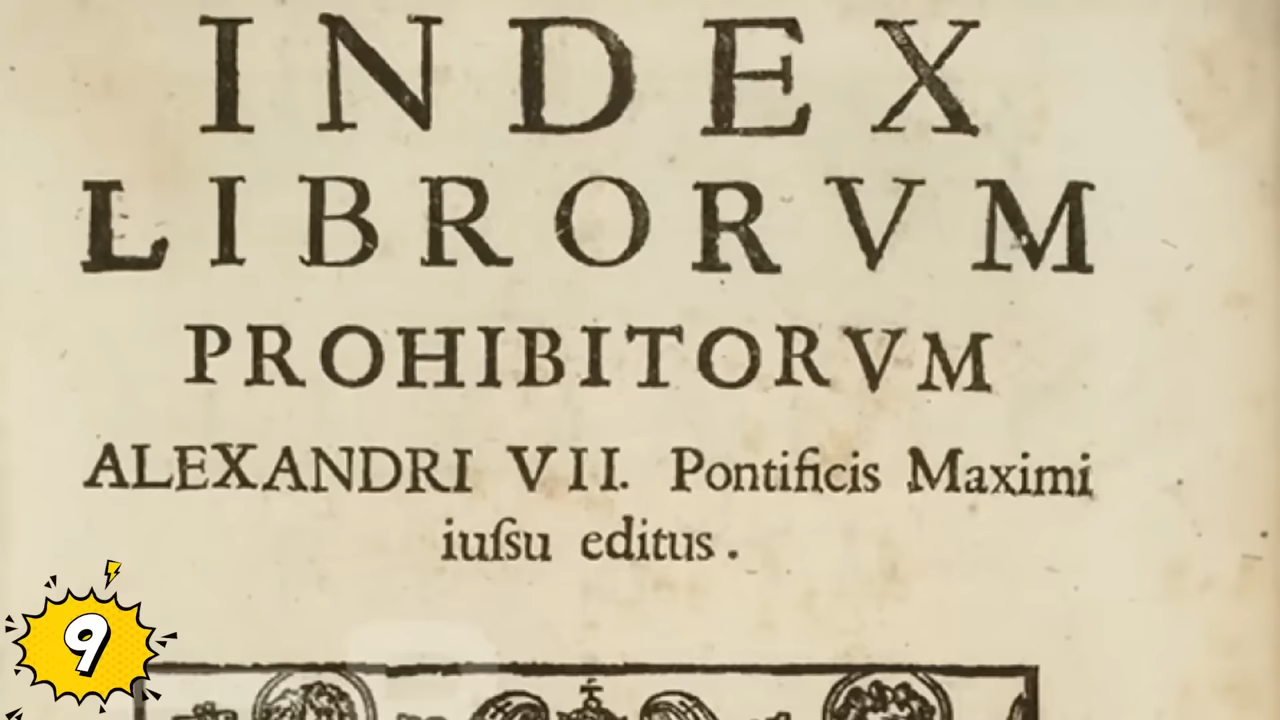 INDEX
LIBRORVM
PROHIBITORVM
ALEXANDRI VII. Pontificis Maximi
iuſsu editus.
9